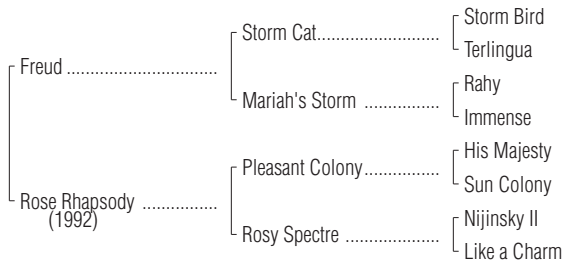 Storm Bird
Storm Cat..........................
Terlingua
Freud ................................
Rahy
Mariah's Storm ................
Immense
His Majesty
Pleasant Colony................
Sun Colony
Rose Rhapsody ................
(1992)
Nijinsky II
Rosy Spectre ....................
Like a Charm